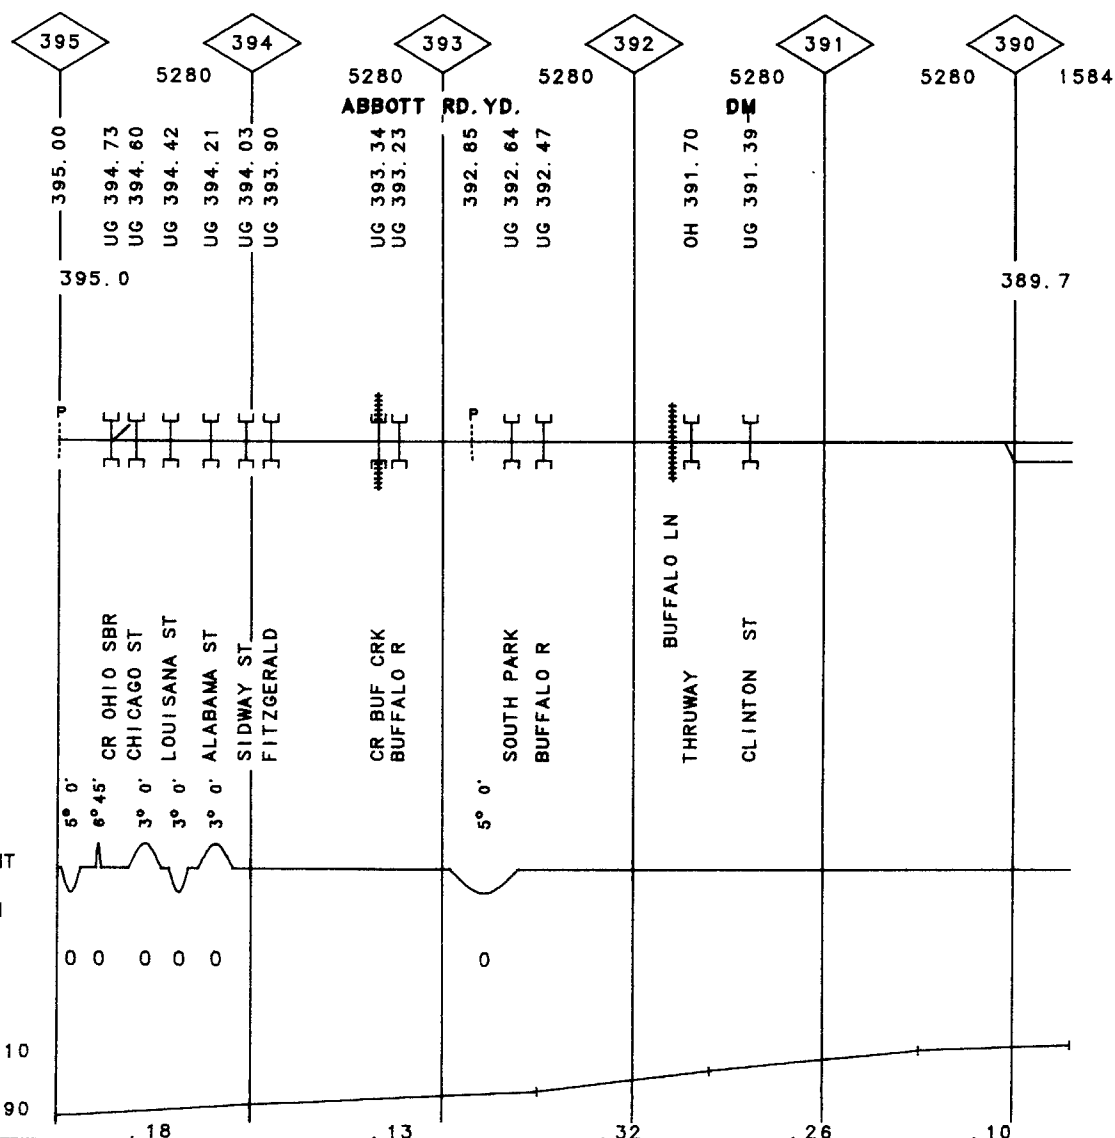 395 394 393 392 391 390
5280 5280 5280 5280 5280 1584
ABBOTT RD. YD. DM
395.00
UG 394.73
UG 394.60
UG 394.42
UG 394.21
UG 394.03
UG 393.90
UG 393.34
UG 393.23
392.85
UG 392.64
UG 392.47
OH 391.70
UG 391.39
395.0 389.7
P P
CR OHIO SBR
CHICAGO ST
LOUISANA ST
ALABAMA ST
SIDWAY ST
FITZGERALD
CR BUF CRK
BUFFALO R
SOUTH PARK
BUFFALO R
BUFFALO LN
THRUWAY
CLINTON ST
5° 0'
6°45'
3° 0'
3° 0'
3° 0'
5° 0'
0 0 0 0 0 0
10
90
.18 .13 .32 .26 .10